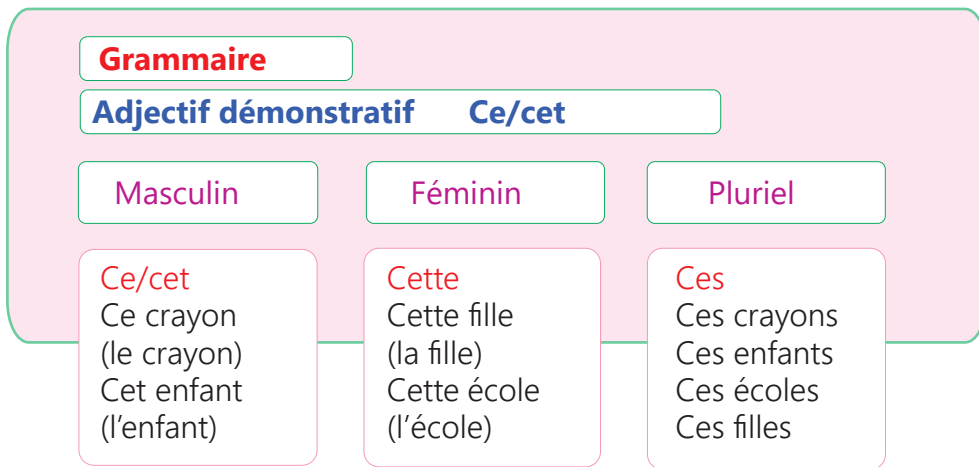 Grammaire
Adjectif démonstratif Ce/cet
Masculin
Féminin
Pluriel
Ce/cet
Ce crayon
(le crayon)
Cet enfant
(l'enfant)
Cette
Cette fille
(la fille)
Cette école
(l'école)
Ces
Ces crayons
Ces enfants
Ces écoles
Ces filles